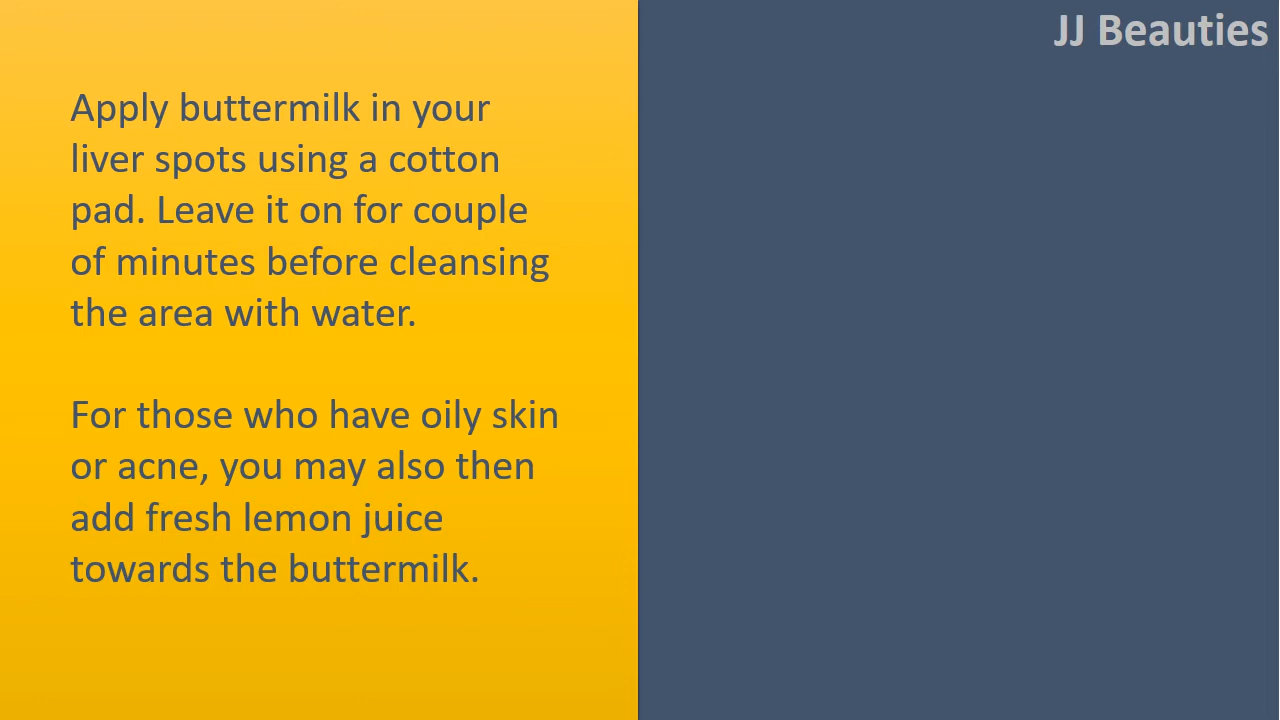 JJ Beauties
Apply buttermilk in your
liver spots using a cotton
pad. Leave it on for couple
of minutes before cleansing
the area with water.
For those who have oily skin
or acne, you may also then
add fresh lemon juice
towards the buttermilk.